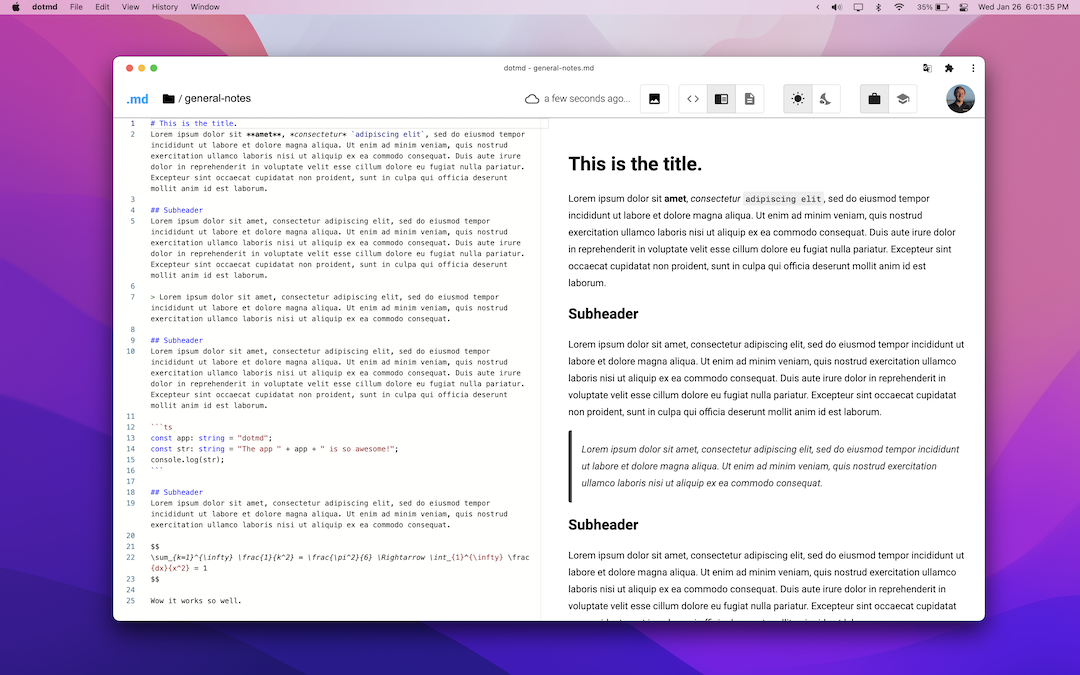 dotmd File Edit View History Window 35% Wed Jan 26 6:01:35 PM
dotmd - general-notes.md
.md / general-notes a few seconds ago...
1 # This is the title.
2 Lorem ipsum dolor sit **amet**, *consectetur* `adipiscing elit`, sed do eiusmod tempor
incididunt ut labore et dolore magna aliqua. Ut enim ad minim veniam, quis nostrud
exercitation ullamco laboris nisi ut aliquip ex ea commodo consequat. Duis aute irure
dolor in reprehenderit in voluptate velit esse cillum dolore eu fugiat nulla pariatur.
Excepteur sint occaecat cupidatat non proident, sunt in culpa qui officia deserunt
mollit anim id est laborum.
3
4 ## Subheader
5 Lorem ipsum dolor sit amet, consectetur adipiscing elit, sed do eiusmod tempor
incididunt ut labore et dolore magna aliqua. Ut enim ad minim veniam, quis nostrud
exercitation ullamco laboris nisi ut aliquip ex ea commodo consequat. Duis aute irure
dolor in reprehenderit in voluptate velit esse cillum dolore eu fugiat nulla pariatur.
Excepteur sint occaecat cupidatat non proident, sunt in culpa qui officia deserunt
mollit anim id est laborum.
6
7 > Lorem ipsum dolor sit amet, consectetur adipiscing elit, sed do eiusmod tempor
incididunt ut labore et dolore magna aliqua. Ut enim ad minim veniam, quis nostrud
exercitation ullamco laboris nisi ut aliquip ex ea commodo consequat.
8
9 ## Subheader
10 Lorem ipsum dolor sit amet, consectetur adipiscing elit, sed do eiusmod tempor
incididunt ut labore et dolore magna aliqua. Ut enim ad minim veniam, quis nostrud
exercitation ullamco laboris nisi ut aliquip ex ea commodo consequat. Duis aute irure
dolor in reprehenderit in voluptate velit esse cillum dolore eu fugiat nulla pariatur.
Excepteur sint occaecat cupidatat non proident, sunt in culpa qui officia deserunt
mollit anim id est laborum.
11
12 ```ts
13 const app: string = "dotmd";
14 const str: string = "The app " + app + " is so awesome!";
15 console.log(str);
16 ```
17
18 ## Subheader
19 Lorem ipsum dolor sit amet, consectetur adipiscing elit, sed do eiusmod tempor
incididunt ut labore et dolore magna aliqua. Ut enim ad minim veniam, quis nostrud
exercitation ullamco laboris nisi ut aliquip ex ea commodo consequat.
20
21 $$
22 \sum_{k=1}^{\infty} \frac{1}{k^2} = \frac{\pi^2}{6} \Rightarrow \int_{1}^{\infty} \frac
{dx}{x^2} = 1
23 $$
24
25 Wow it works so well.
This is the title.
Lorem ipsum dolor sit amet, consectetur adipiscing elit, sed do eiusmod tempor
incididunt ut labore et dolore magna aliqua. Ut enim ad minim veniam, quis nostrud
exercitation ullamco laboris nisi ut aliquip ex ea commodo consequat. Duis aute irure dolor
in reprehenderit in voluptate velit esse cillum dolore eu fugiat nulla pariatur. Excepteur sint
occaecat cupidatat non proident, sunt in culpa qui officia deserunt mollit anim id est
laborum.
Subheader
Lorem ipsum dolor sit amet, consectetur adipiscing elit, sed do eiusmod tempor incididunt ut
labore et dolore magna aliqua. Ut enim ad minim veniam, quis nostrud exercitation ullamco
laboris nisi ut aliquip ex ea commodo consequat. Duis aute irure dolor in reprehenderit in
voluptate velit esse cillum dolore eu fugiat nulla pariatur. Excepteur sint occaecat cupidatat
non proident, sunt in culpa qui officia deserunt mollit anim id est laborum.
Lorem ipsum dolor sit amet, consectetur adipiscing elit, sed do eiusmod tempor incididunt
ut labore et dolore magna aliqua. Ut enim ad minim veniam, quis nostrud exercitation
ullamco laboris nisi ut aliquip ex ea commodo consequat.
Subheader
Lorem ipsum dolor sit amet, consectetur adipiscing elit, sed do eiusmod tempor incididunt ut
labore et dolore magna aliqua. Ut enim ad minim veniam, quis nostrud exercitation ullamco
laboris nisi ut aliquip ex ea commodo consequat. Duis aute irure dolor in reprehenderit in
voluptate velit esse cillum dolore eu fugiat nulla pariatur. Excepteur sint occaecat cupidatat